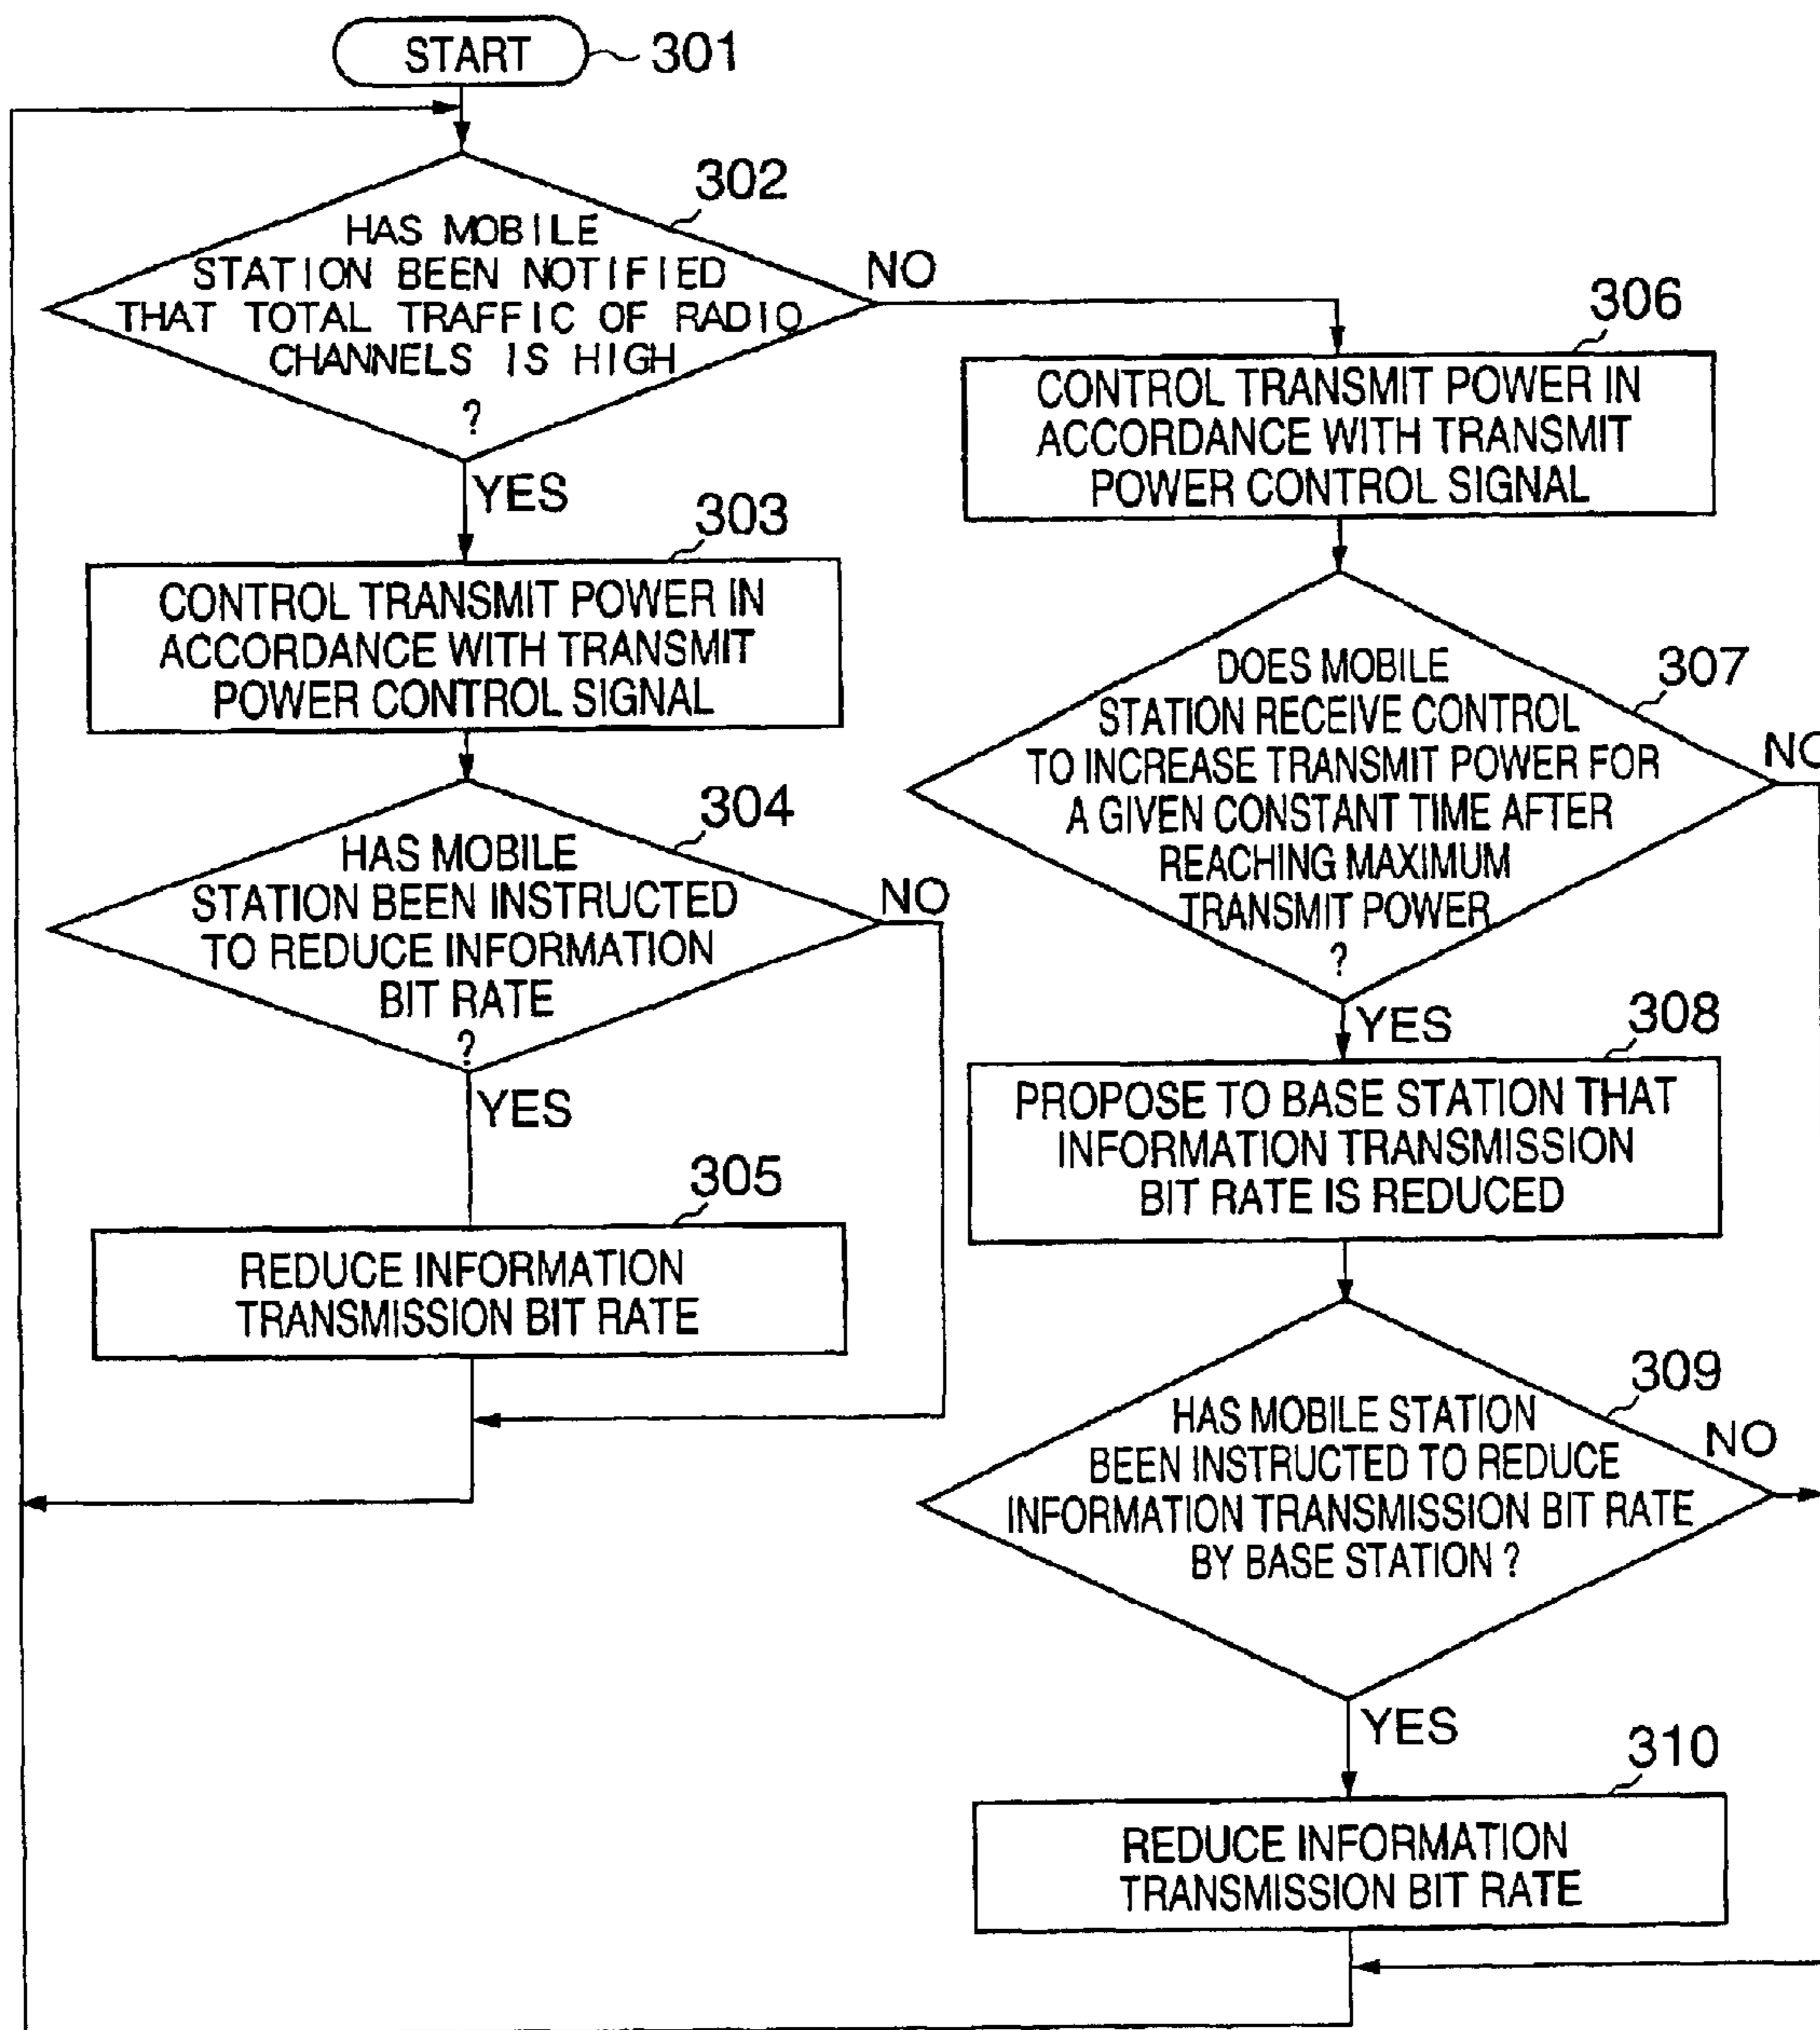 START
301
302
HAS MOBILE
STATION BEEN NOTIFIED
THAT TOTAL TRAFFIC OF RADIO
CHANNELS IS HIGH
?
NO
YES
303
CONTROL TRANSMIT POWER IN
ACCORDANCE WITH TRANSMIT
POWER CONTROL SIGNAL
304
HAS MOBILE
STATION BEEN INSTRUCTED
TO REDUCE INFORMATION
BIT RATE
?
NO
YES
305
REDUCE INFORMATION
TRANSMISSION BIT RATE
306
CONTROL TRANSMIT POWER IN
ACCORDANCE WITH TRANSMIT
POWER CONTROL SIGNAL
307
DOES MOBILE
STATION RECEIVE CONTROL
TO INCREASE TRANSMIT POWER FOR
A GIVEN CONSTANT TIME AFTER
REACHING MAXIMUM
TRANSMIT POWER
?
NO
YES
308
PROPOSE TO BASE STATION THAT
INFORMATION TRANSMISSION
BIT RATE IS REDUCED
309
HAS MOBILE STATION
BEEN INSTRUCTED TO REDUCE
INFORMATION TRANSMISSION BIT RATE
BY BASE STATION ?
NO
YES
310
REDUCE INFORMATION
TRANSMISSION BIT RATE